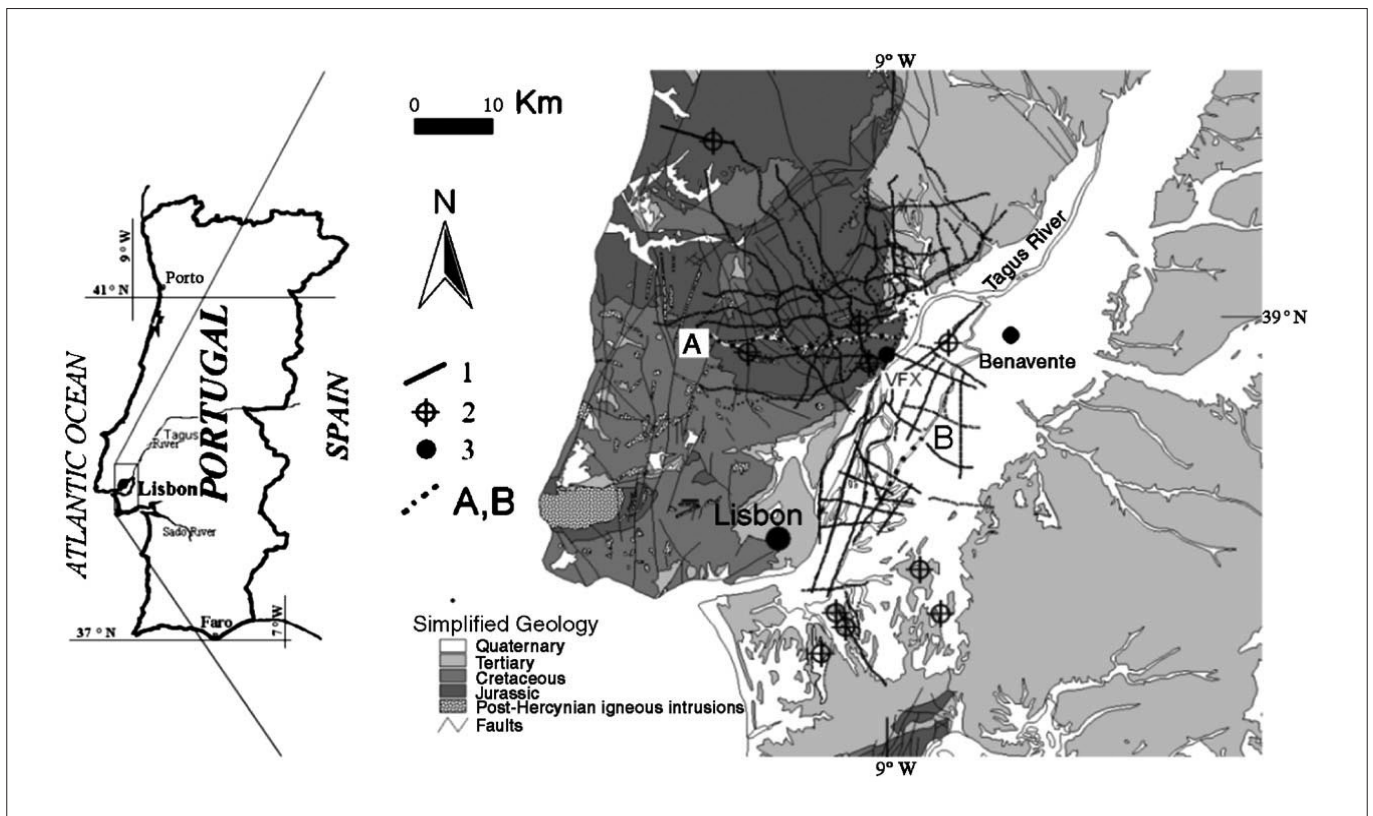 9° W
Porto
41° N
ATLANTIC OCEAN
PORTUGAL
SPAIN
Tagus
River
Lisbon
Sado River
Faro
37° N
7° W
0 10 Km
N
1
2
3
A,B
Simplified Geology
Quaternary
Tertiary
Cretaceous
Jurassic
Post-Hercynian igneous intrusions
Faults
9° W
Tagus River
39° N
A
Benavente
VFX
B
Lisbon
9° W